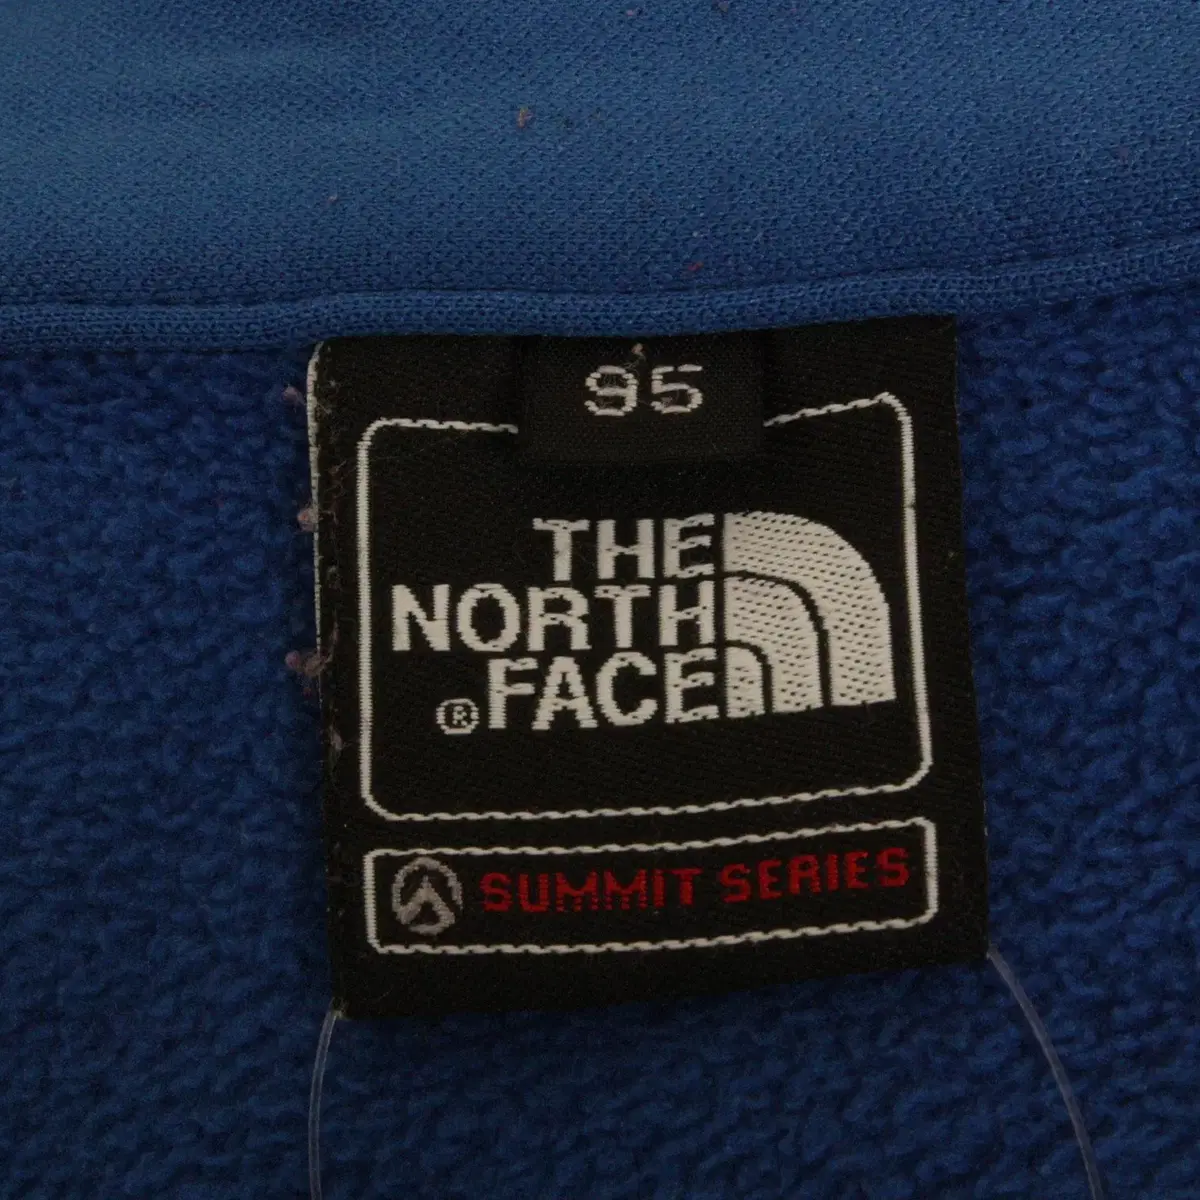 95
THE
NORTH
® FACE
SUMMIT SERIES